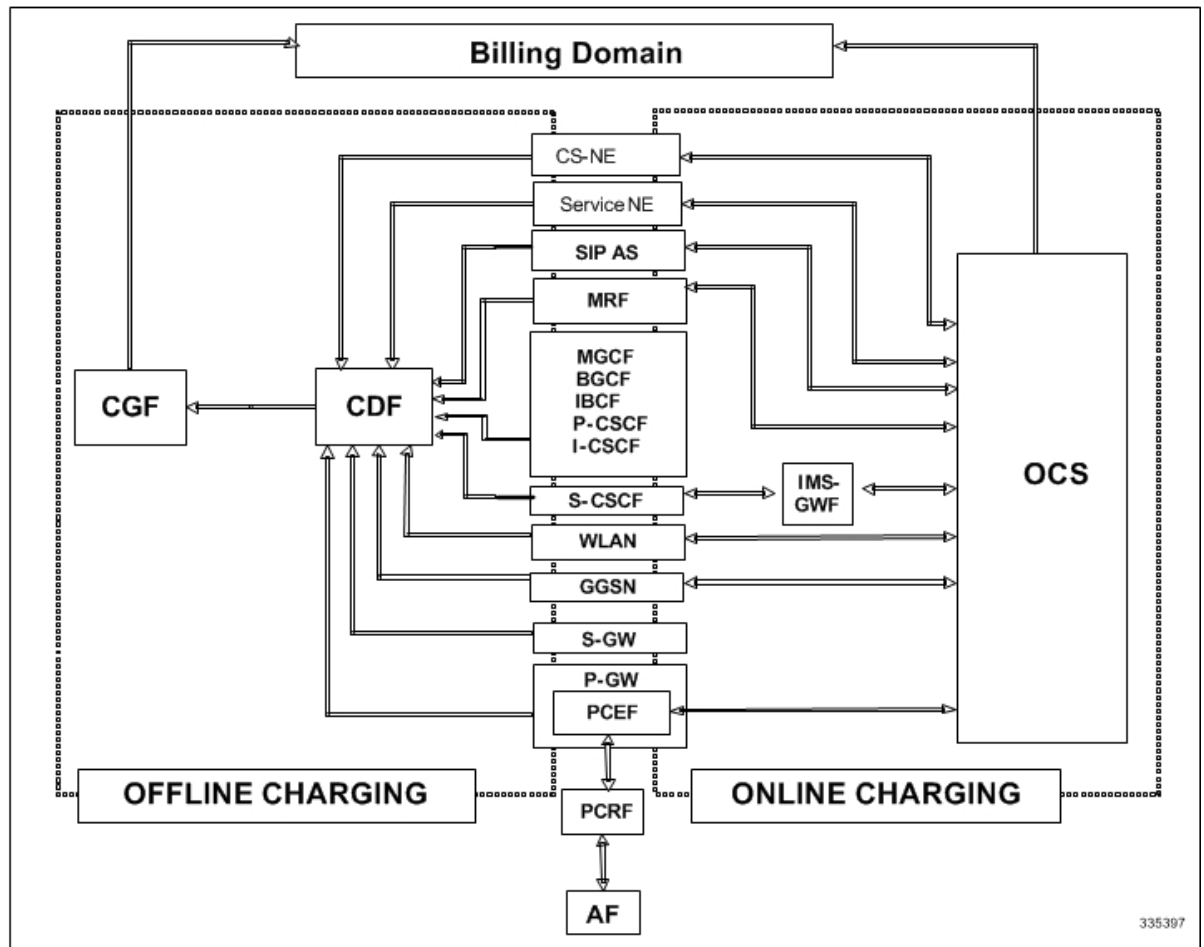 Billing Domain
CS-NE
Service NE
SIP AS
MRF
MGCF
BGCF
IBCF
P-CSCF
I-CSCF
CGF
CDF
OCS
S-CSCF
IMS-
GWF
WLAN
GGSN
S-GW
P-GW
PCEF
OFFLINE CHARGING
ONLINE CHARGING
PCRF
AF
335397